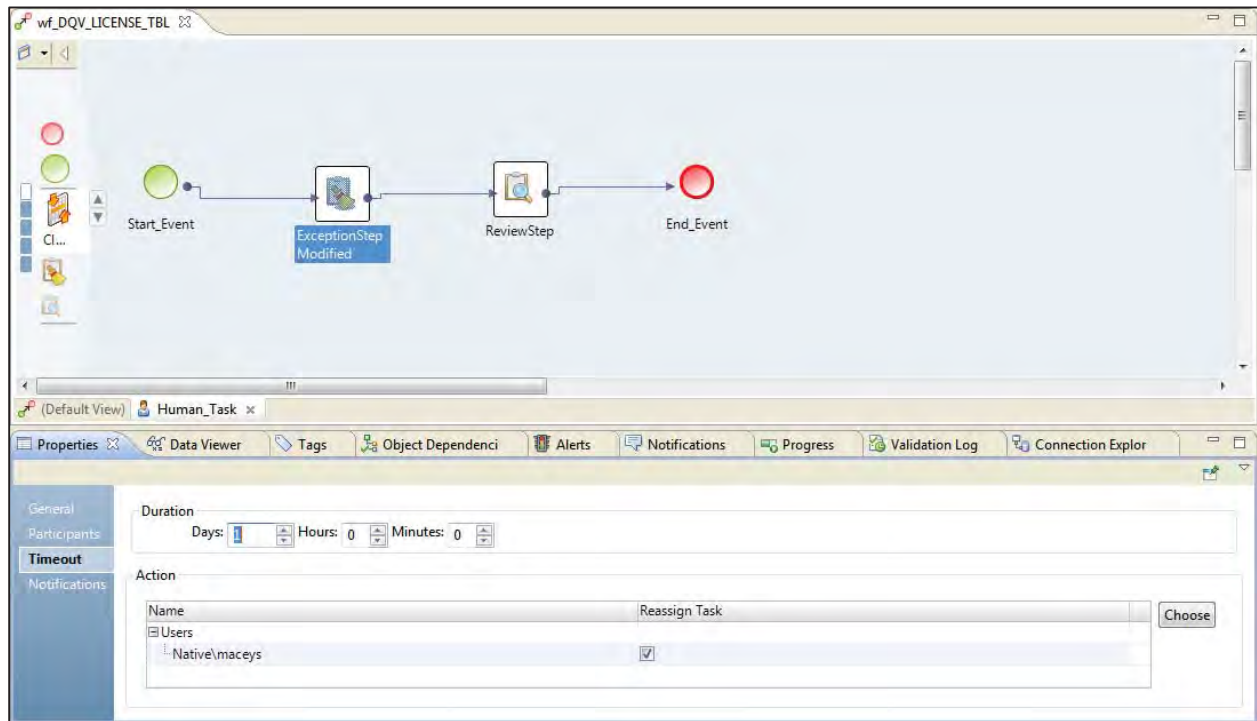 wf_DQV_LICENSE_TBL
Start_Event
ExceptionStep
Modified
ReviewStep
End_Event
Cl...
(Default View) Human_Task
Properties Data Viewer Tags Object Dependenci Alerts Notifications Progress Validation Log Connection Explor
General
Participants
Timeout
Notifications
Duration
Days: 1 Hours: 0 Minutes: 0
Action
Name Reassign Task Choose
Users
Native\maceys